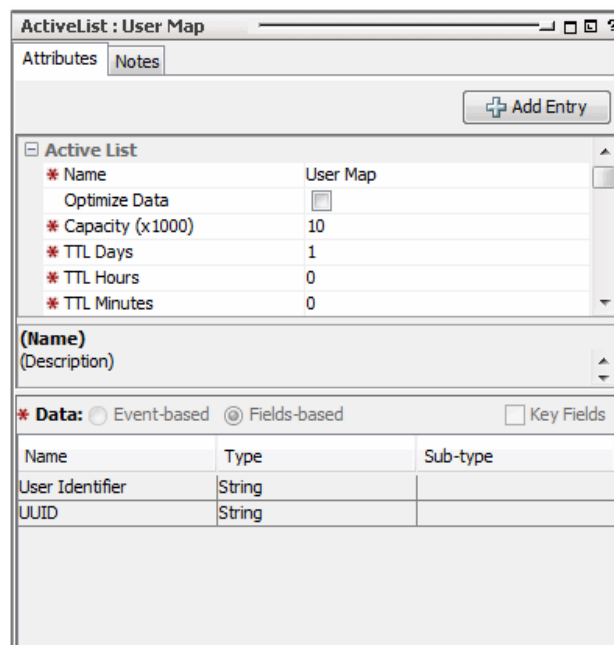 ActiveList : User Map
Attributes Notes
Add Entry
Active List
* Name User Map
Optimize Data
* Capacity (x1000) 10
* TTL Days 1
* TTL Hours 0
* TTL Minutes 0
(Name)
(Description)
* Data: Event-based Fields-based Key Fields
Name Type Sub-type
User Identifier String
UUID String